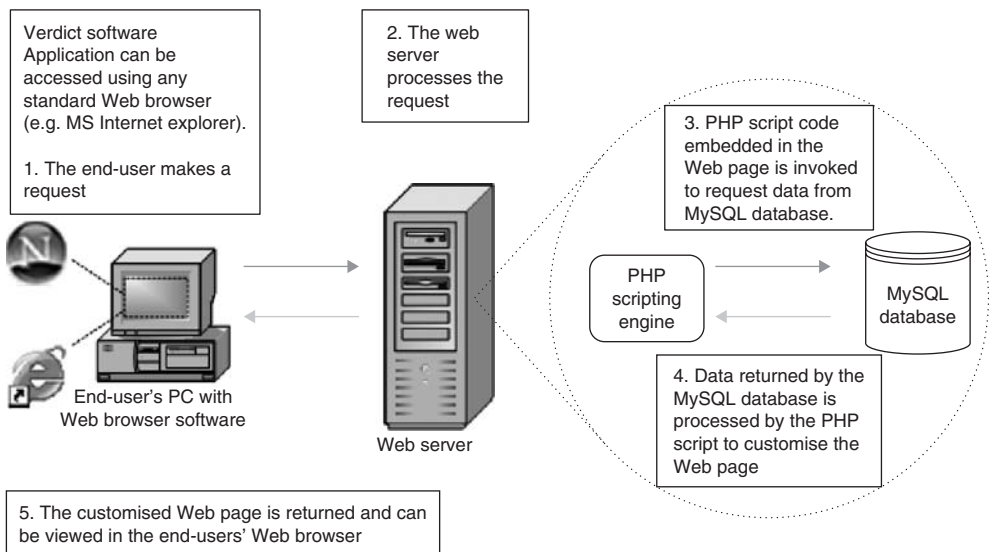 Verdict software
Application can be
accessed using any
standard Web browser
(e.g. MS Internet explorer).
1. The end-user makes a
request
2. The web
server
processes the
request
3. PHP script code
embedded in the
Web page is invoked
to request data from
MySQL database.
N
PHP
scripting
engine
MySQL
database
End-user's PC with
Web browser software
Web server
4. Data returned by the
MySQL database is
processed by the PHP
script to customise the
Web page
5. The customised Web page is returned and can
be viewed in the end-users' Web browser